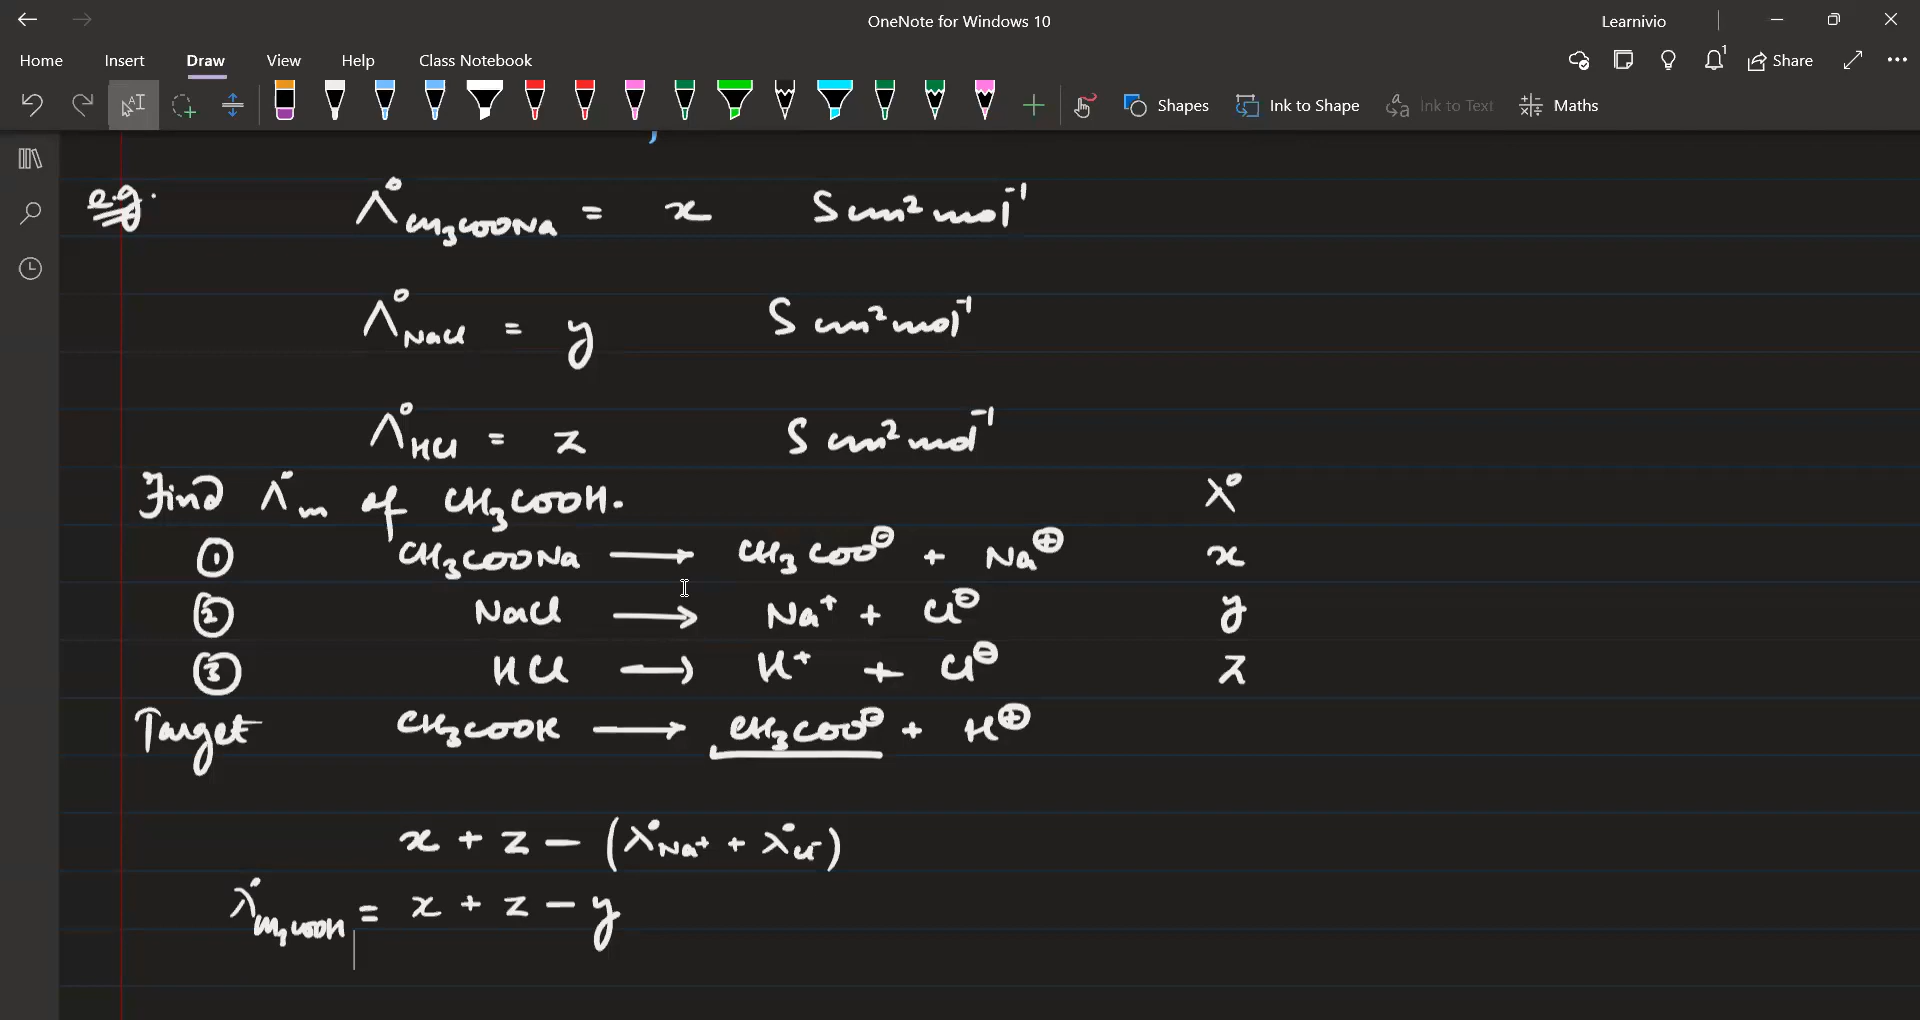 OneNote for Windows 10
Learnivio
Home Insert Draw View Help Class Notebook
1 Share
Shapes Ink to Shape Ink to Text Maths
e.g. Λ°CH₃COONa = x S cm² mol⁻¹
Λ°NaCl = y S cm² mol⁻¹
Λ°HCl = z S cm² mol⁻¹
Find Λ°m of CH₃COOH. λ°
① CH₃COONa ⟶ CH₃COO⊖ + Na⊕ x
② NaCl ⟶ Na⁺ + Cl⊖ y
③ HCl ⟶ H⁺ + Cl⊖ z
Target CH₃COOH ⟶ CH₃COO⊖ + H⊕
x + z − (λ°Na⁺ + λ°Cl⁻)
λ°CH₃COOH = x + z − y